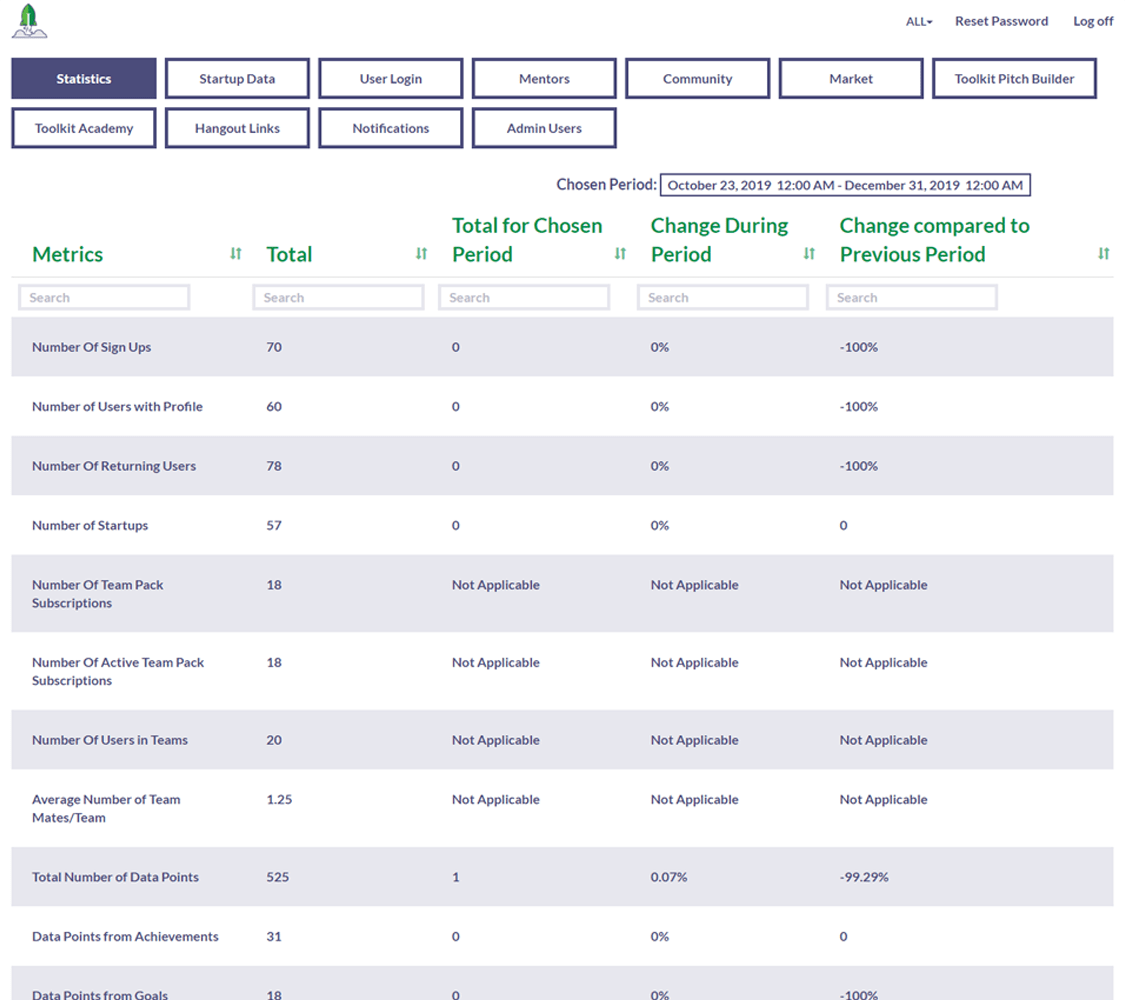 ALL Reset Password Log off
Statistics Startup Data User Login Mentors Community Market Toolkit Pitch Builder
Toolkit Academy Hangout Links Notifications Admin Users
Chosen Period: October 23, 2019 12:00 AM - December 31, 2019 12:00 AM
Total for Chosen Change During Change compared to
Metrics Total Period Period Previous Period
Search Search Search Search Search
Number Of Sign Ups 70 0 0% -100%
Number of Users with Profile 60 0 0% -100%
Number Of Returning Users 78 0 0% -100%
Number of Startups 57 0 0% 0
Number Of Team Pack 18 Not Applicable Not Applicable Not Applicable
Subscriptions
Number Of Active Team Pack 18 Not Applicable Not Applicable Not Applicable
Subscriptions
Number Of Users in Teams 20 Not Applicable Not Applicable Not Applicable
Average Number of Team 1.25 Not Applicable Not Applicable Not Applicable
Mates/Team
Total Number of Data Points 525 1 0.07% -99.29%
Data Points from Achievements 31 0 0% 0
Data Points from Goals 18 0 0% -100%